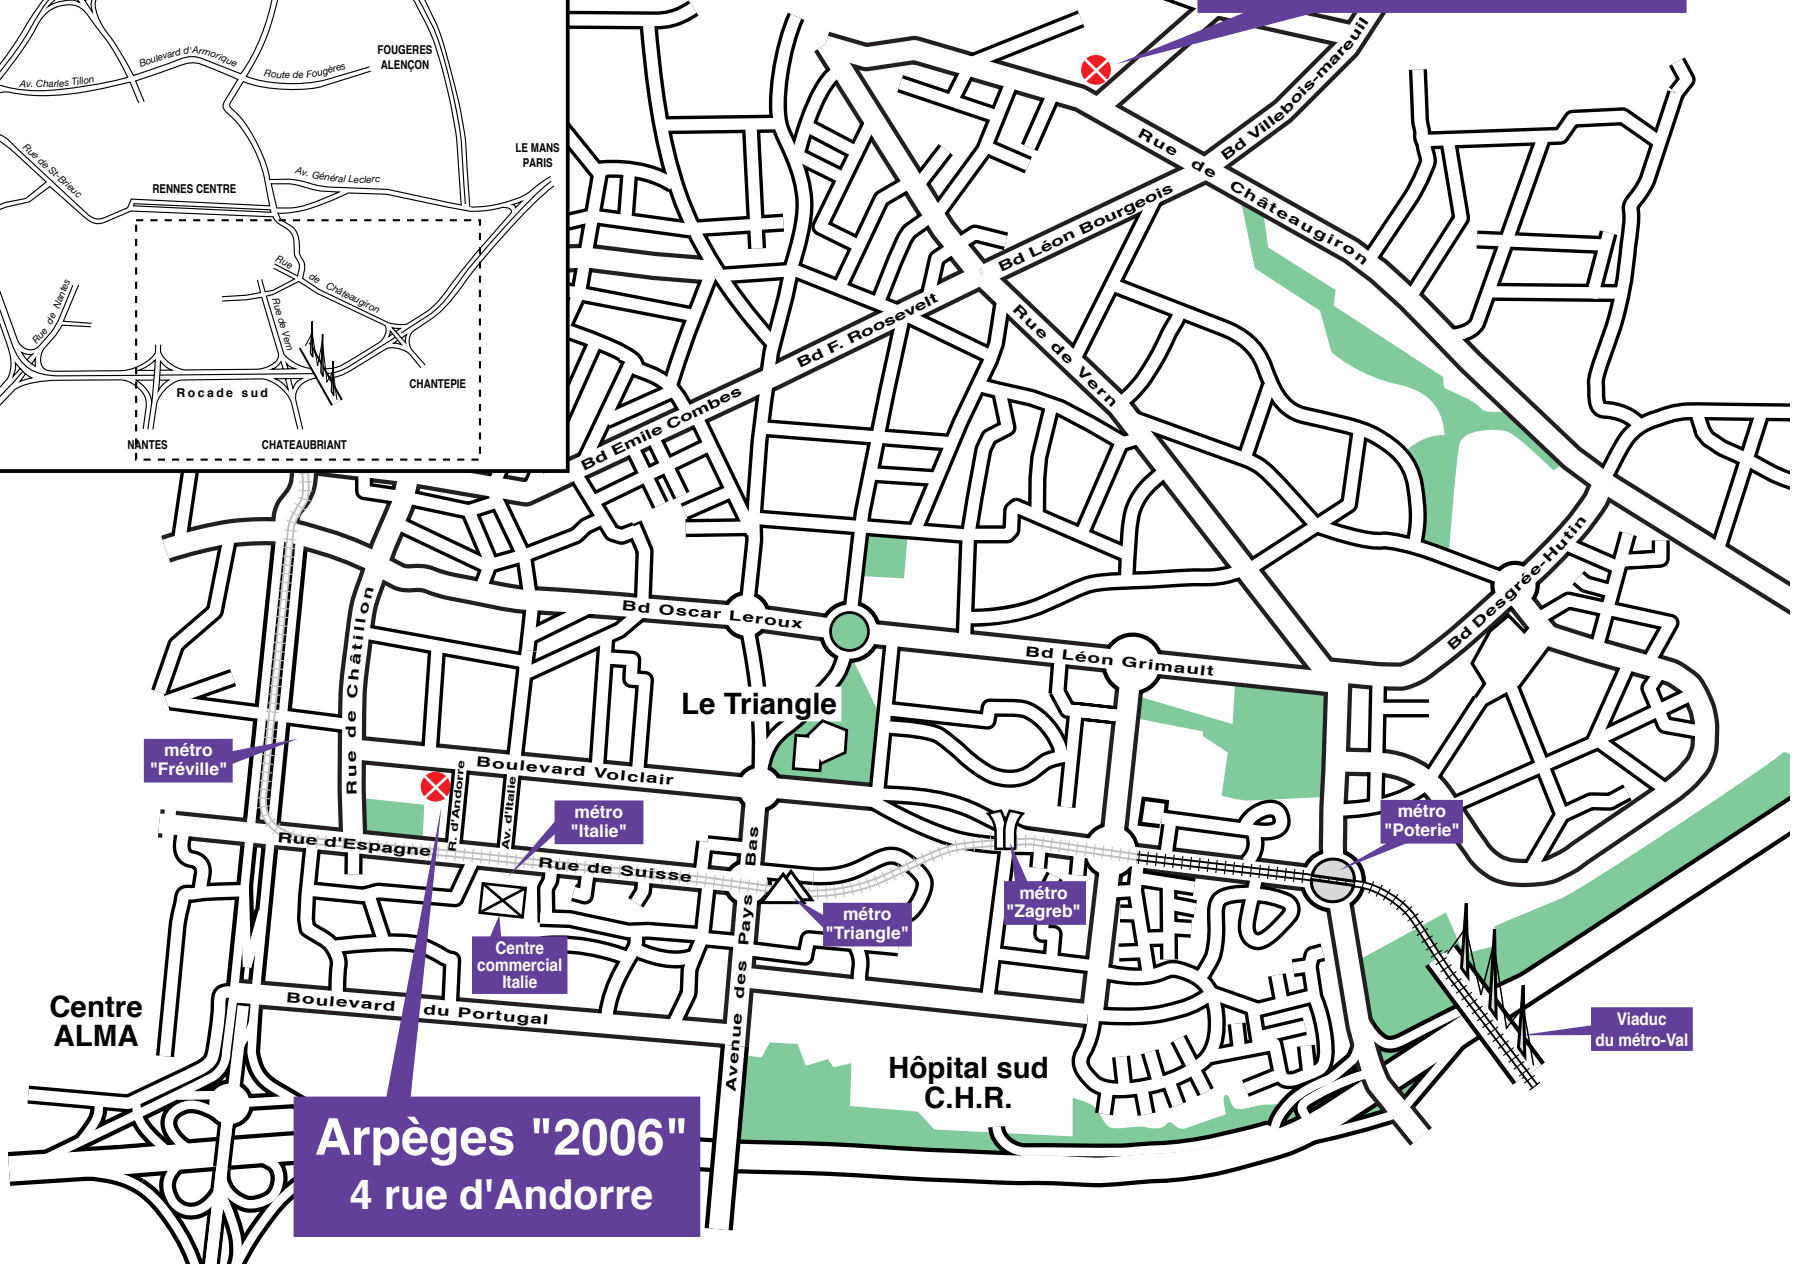 FOUGERES
ALENÇON
Boulevard d'Armorique
Route de Fougères
Av. Charles Tillon
LE MANS
PARIS
Rue de St-Brieuc
Av. Général Leclerc
RENNES CENTRE
Rue de Châteaugiron
Rue de Nantes
Rue de Vern
CHANTEPIE
Rocade sud
NANTES
CHATEAUBRIANT
Bd Villebois-mareuil
Rue de Châteaugiron
Bd Léon Bourgeois
Bd F. Roosevelt
Rue de Vern
Bd Emile Combes
Bd Desgrée-Hutin
Bd Oscar Leroux
Bd Léon Grimault
Rue de Châtillon
Le Triangle
métro
"Fréville"
Boulevard Volclair
R. d'Andorre
Av. d'Italie
métro
"Italie"
métro
"Poterie"
Rue d'Espagne
Rue de Suisse
Avenue des Pays Bas
métro
"Zagreb"
métro
"Triangle"
Centre
commercial
Italie
Centre
ALMA
Boulevard du Portugal
Viaduc
du métro-Val
Hôpital sud
C.H.R.
Arpèges "2006"
4 rue d'Andorre